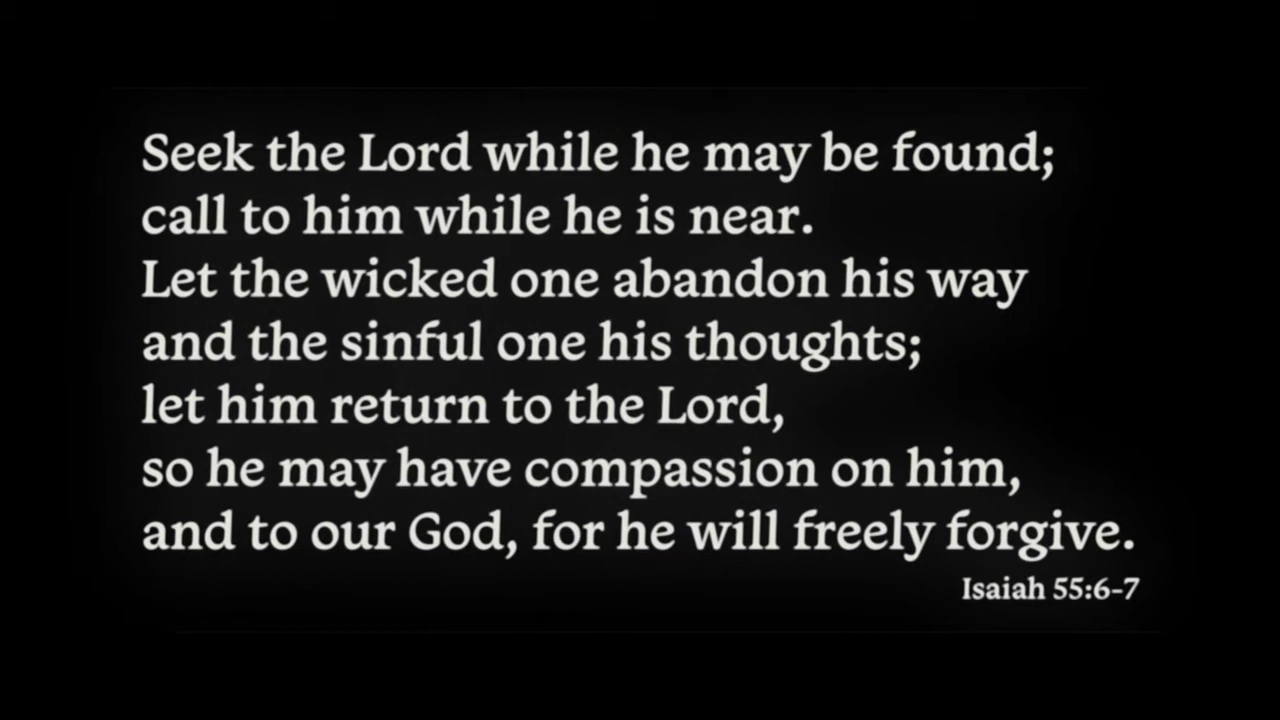 Seek the Lord while he may be found;
call to him while he is near.
Let the wicked one abandon his way
and the sinful one his thoughts;
let him return to the Lord,
so he may have compassion on him,
and to our God, for he will freely forgive.
Isaiah 55:6-7